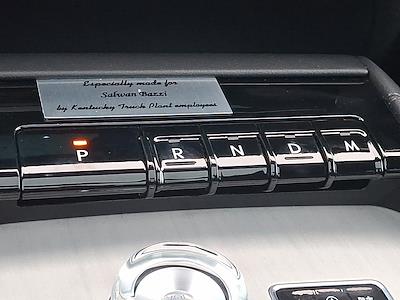 Especially made for
Salwan Bazzi
by Kentucky Truck Plant employees
P R N D M